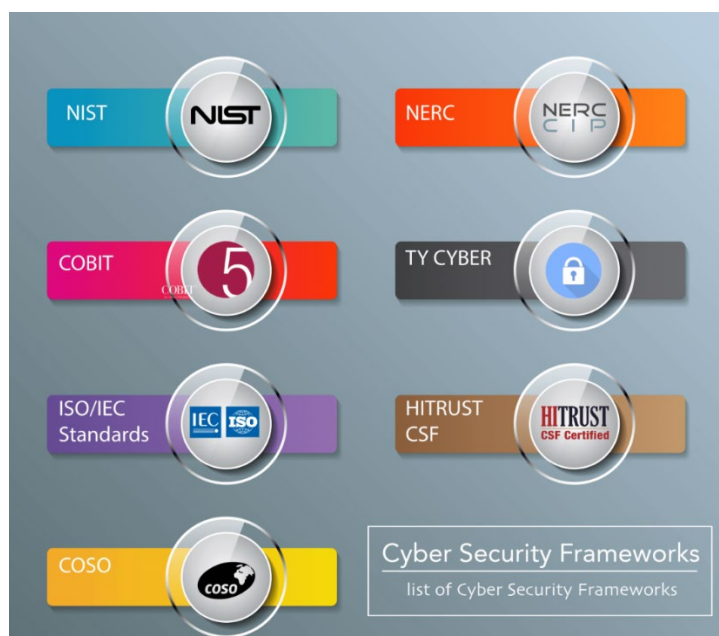 NIST
NIST
NERC
NERC
CIP
COBIT
5
COBIT
TY CYBER
ISO/IEC
Standards
IEC
ISO
HITRUST
CSF
HITRUST
CSF Certified
COSO
COSO
Cyber Security Frameworks
list of Cyber Security Frameworks